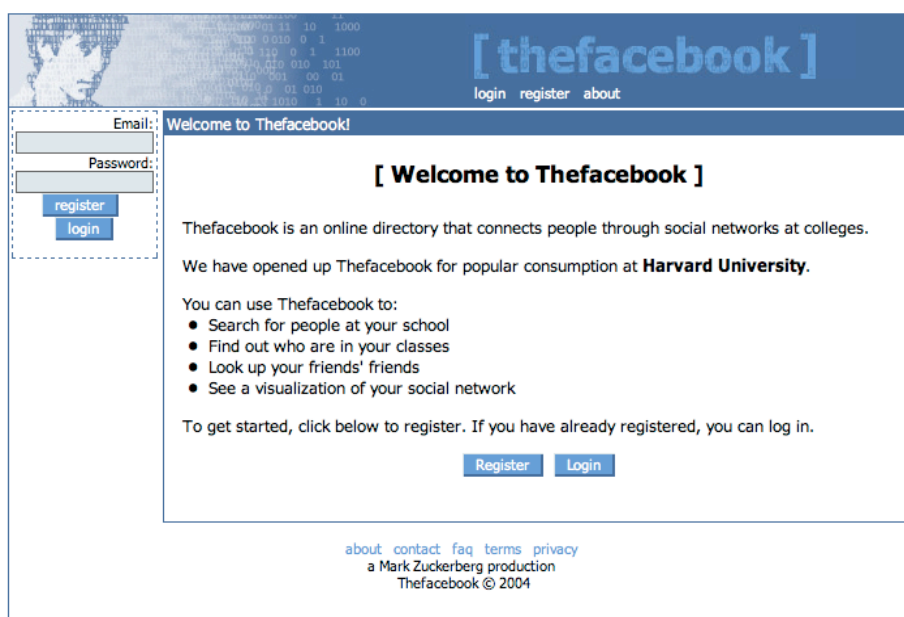 [ thefacebook ]
login register about
Email:
Password:
register
login
Welcome to Thefacebook!
[ Welcome to Thefacebook ]
Thefacebook is an online directory that connects people through social networks at colleges.
We have opened up Thefacebook for popular consumption at Harvard University.
You can use Thefacebook to:
● Search for people at your school
● Find out who are in your classes
● Look up your friends' friends
● See a visualization of your social network
To get started, click below to register. If you have already registered, you can log in.
Register Login
about contact faq terms privacy
a Mark Zuckerberg production
Thefacebook © 2004